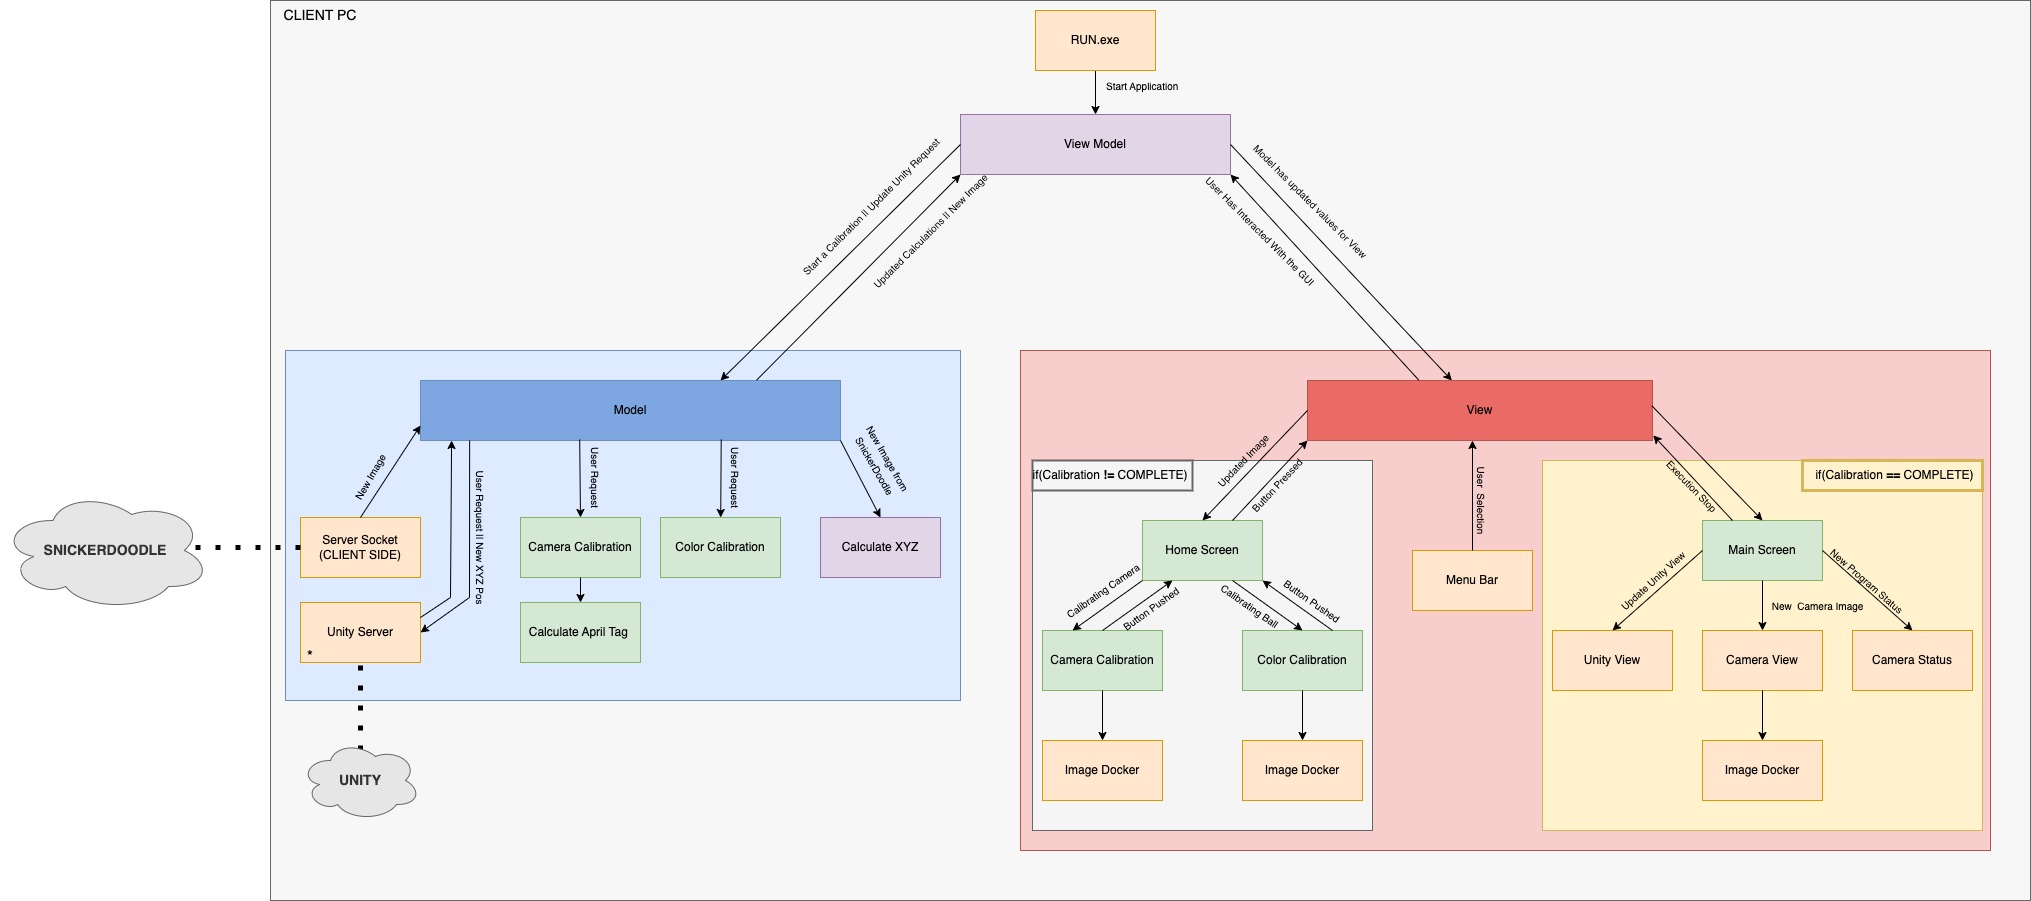 CLIENT PC
RUN.exe
Start Application
View Model
Start a Calibration II Update Unity Request
Updated Calculations II New Image
Model has updated values for View
User Has Interacted With the GUI
Model
View
New Image
User Request II New XYZ Pos
User Request
User Request
New Image from
SnickerDoodle
Server Socket
(CLIENT SIDE)
Camera Calibration
Color Calibration
Calculate XYZ
Unity Server
*
Calculate April Tag
SNICKERDOODLE
UNITY
if(Calibration != COMPLETE)
Updated Image
Button Pressed
Home Screen
Calibrating Camera
Button Pushed
Calibrating Ball
Button Pushed
Camera Calibration
Color Calibration
Image Docker
Image Docker
User Selection
Menu Bar
if(Calibration == COMPLETE)
Execution Stop
Main Screen
Update Unity View
New Camera Image
New Program Status
Unity View
Camera View
Camera Status
Image Docker